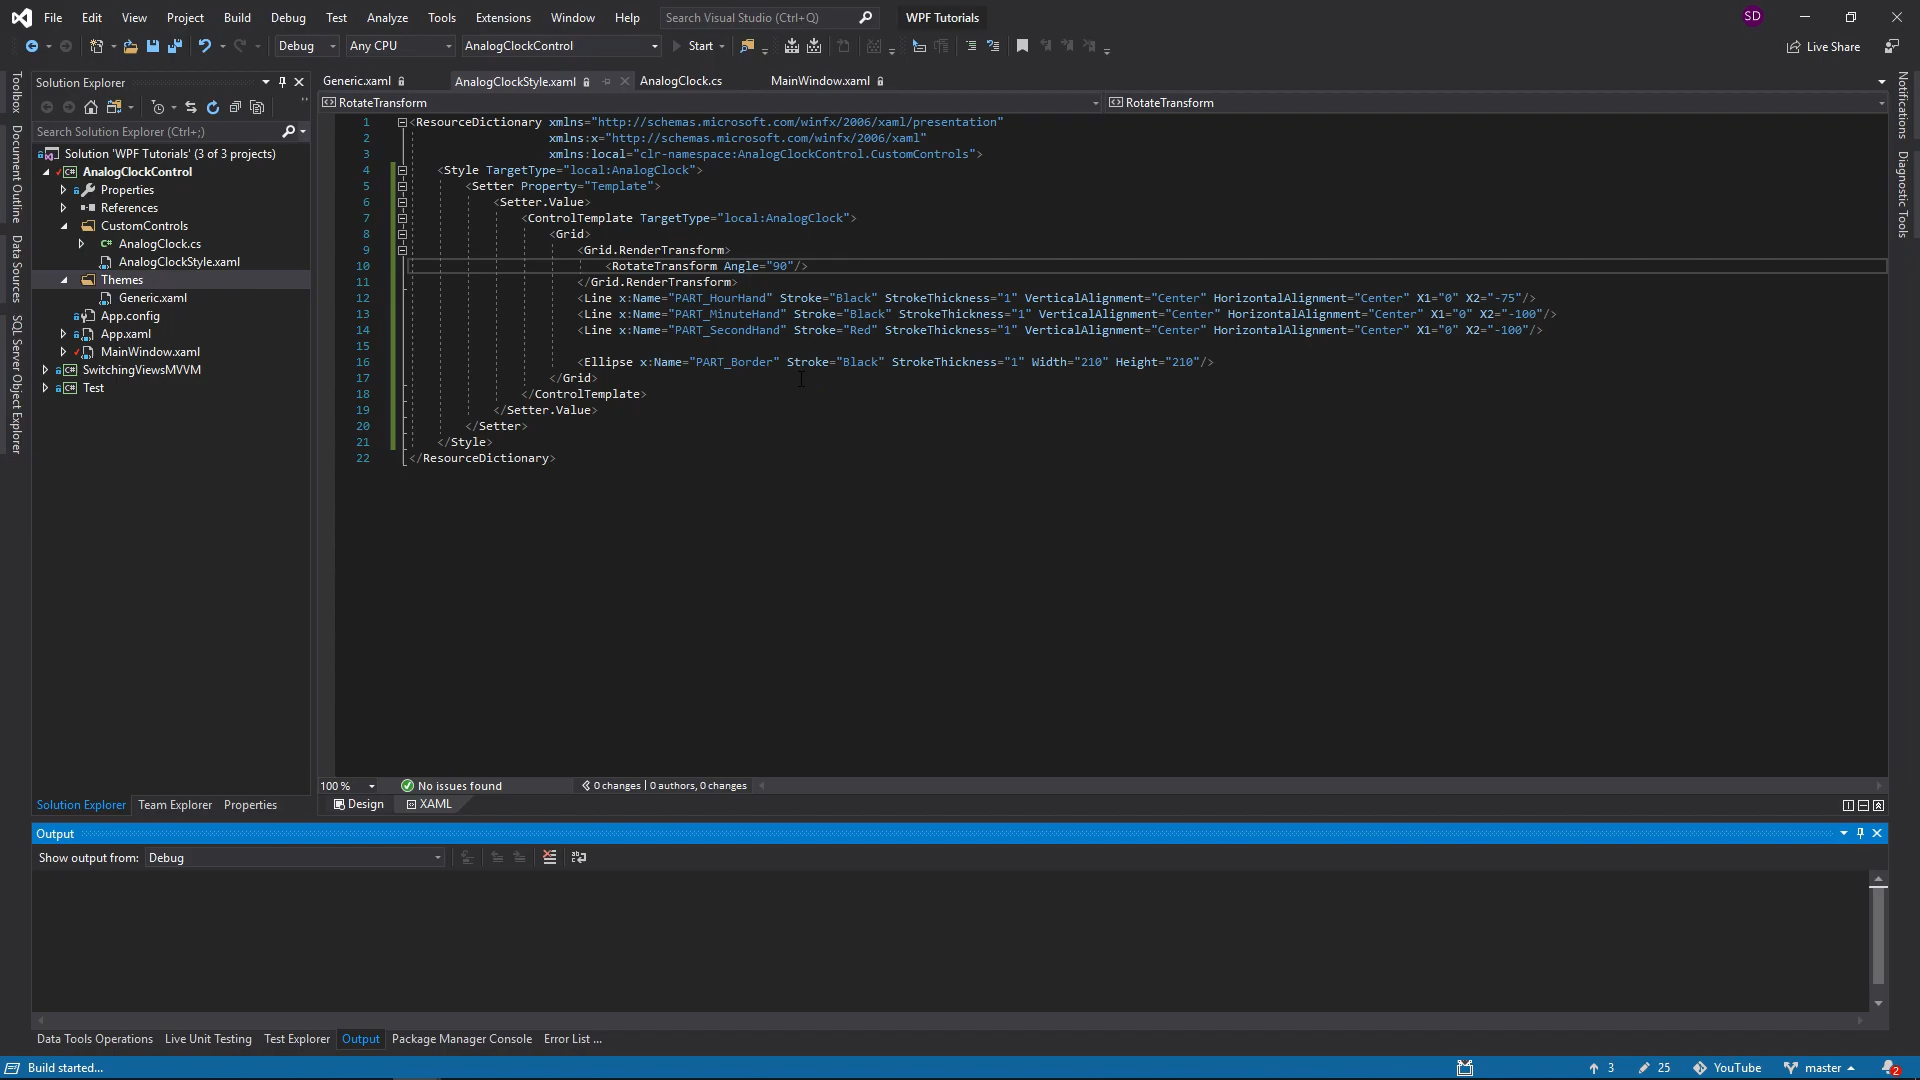 File Edit View Project Build Debug Test Analyze Tools Extensions Window Help Search Visual Studio (Ctrl+Q) WPF Tutorials SD
Debug Any CPU AnalogClockControl Start Live Share
Toolbox
Document Outline
Data Sources
SQL Server Object Explorer
Solution Explorer
Search Solution Explorer (Ctrl+;)
Solution 'WPF Tutorials' (3 of 3 projects)
AnalogClockControl
Properties
References
CustomControls
AnalogClock.cs
AnalogClockStyle.xaml
Themes
Generic.xaml
App.config
App.xaml
MainWindow.xaml
SwitchingViewsMVVM
Test
Solution Explorer Team Explorer Properties
Generic.xaml AnalogClockStyle.xaml AnalogClock.cs MainWindow.xaml
RotateTransform RotateTransform
1 <ResourceDictionary xmlns="http://schemas.microsoft.com/winfx/2006/xaml/presentation"
2 xmlns:x="http://schemas.microsoft.com/winfx/2006/xaml"
3 xmlns:local="clr-namespace:AnalogClockControl.CustomControls">
4 <Style TargetType="local:AnalogClock">
5 <Setter Property="Template">
6 <Setter.Value>
7 <ControlTemplate TargetType="local:AnalogClock">
8 <Grid>
9 <Grid.RenderTransform>
10 <RotateTransform Angle="90"/>
11 </Grid.RenderTransform>
12 <Line x:Name="PART_HourHand" Stroke="Black" StrokeThickness="1" VerticalAlignment="Center" HorizontalAlignment="Center" X1="0" X2="-75"/>
13 <Line x:Name="PART_MinuteHand" Stroke="Black" StrokeThickness="1" VerticalAlignment="Center" HorizontalAlignment="Center" X1="0" X2="-100"/>
14 <Line x:Name="PART_SecondHand" Stroke="Red" StrokeThickness="1" VerticalAlignment="Center" HorizontalAlignment="Center" X1="0" X2="-100"/>
15
16 <Ellipse x:Name="PART_Border" Stroke="Black" StrokeThickness="1" Width="210" Height="210"/>
17 </Grid>
18 </ControlTemplate>
19 </Setter.Value>
20 </Setter>
21 </Style>
22 </ResourceDictionary>
100 % No issues found 0 changes | 0 authors, 0 changes
Design XAML
Notifications
Diagnostic Tools
Output
Show output from: Debug
Data Tools Operations Live Unit Testing Test Explorer Output Package Manager Console Error List ...
Build started... 3 25 YouTube master 2